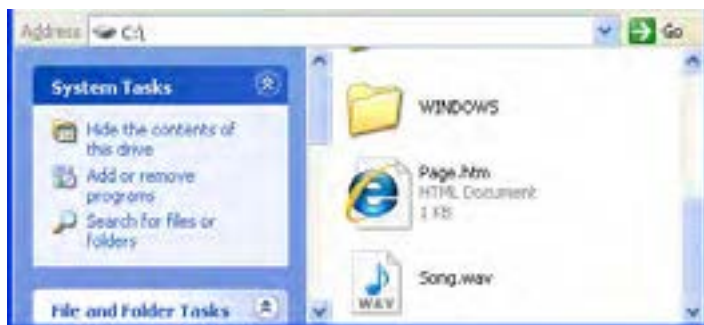 Address C:\ Go
System Tasks
Hide the contents of
this drive
Add or remove
programs
Search for files or
folders
File and Folder Tasks
WINDOWS
Page.htm
HTML Document
1 KB
WAV
Song.wav